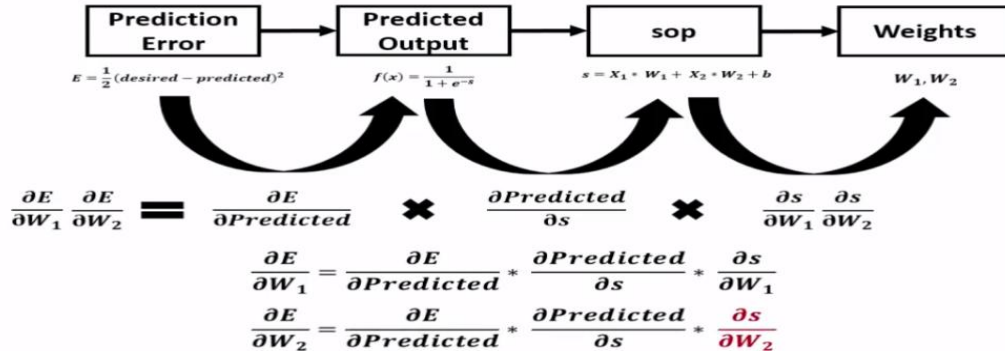 Prediction Error → Predicted Output → sop → Weights
E = 1/2 (desired − predicted)²   f(x) = 1/(1 + e⁻ˢ)   s = X₁ * W₁ + X₂ * W₂ + b   W₁, W₂
∂E/∂W₁ ∂E/∂W₂ = ∂E/∂Predicted × ∂Predicted/∂s × ∂s/∂W₁ ∂s/∂W₂
∂E/∂W₁ = ∂E/∂Predicted * ∂Predicted/∂s * ∂s/∂W₁
∂E/∂W₂ = ∂E/∂Predicted * ∂Predicted/∂s * ∂s/∂W₂